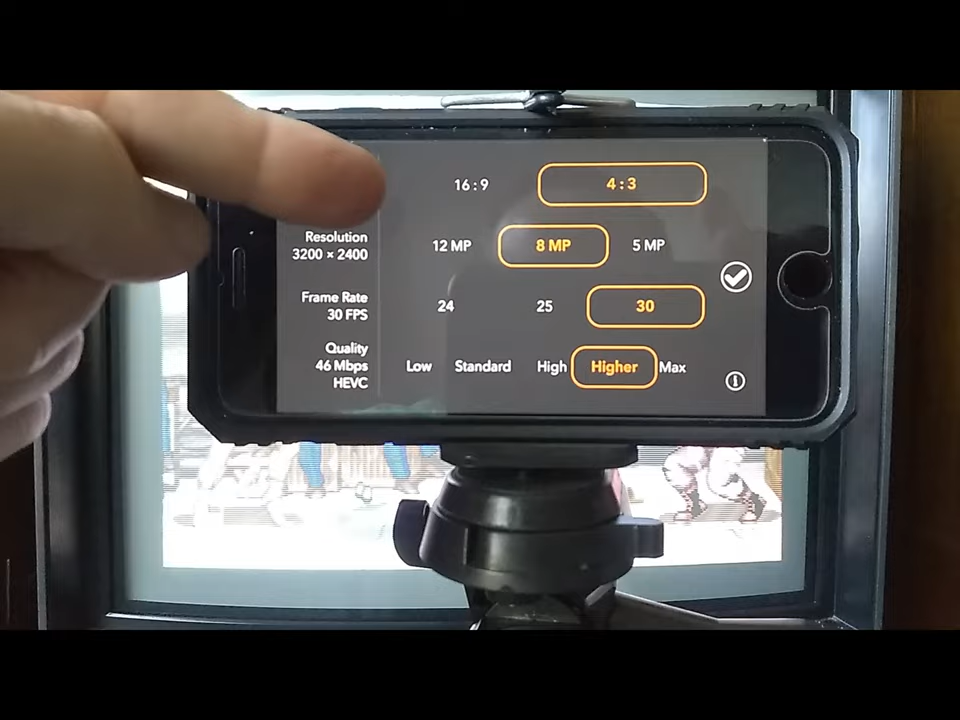 16:9 4:3
Resolution
3200 × 2400
12 MP 8 MP 5 MP
Frame Rate
30 FPS
24 25 30
Quality
46 Mbps
HEVC
Low Standard High Higher Max